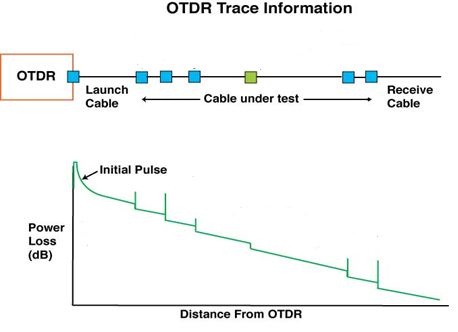 OTDR Trace Information
OTDR
Launch
Cable
Cable under test
Receive
Cable
Initial Pulse
Power
Loss
(dB)
Distance From OTDR